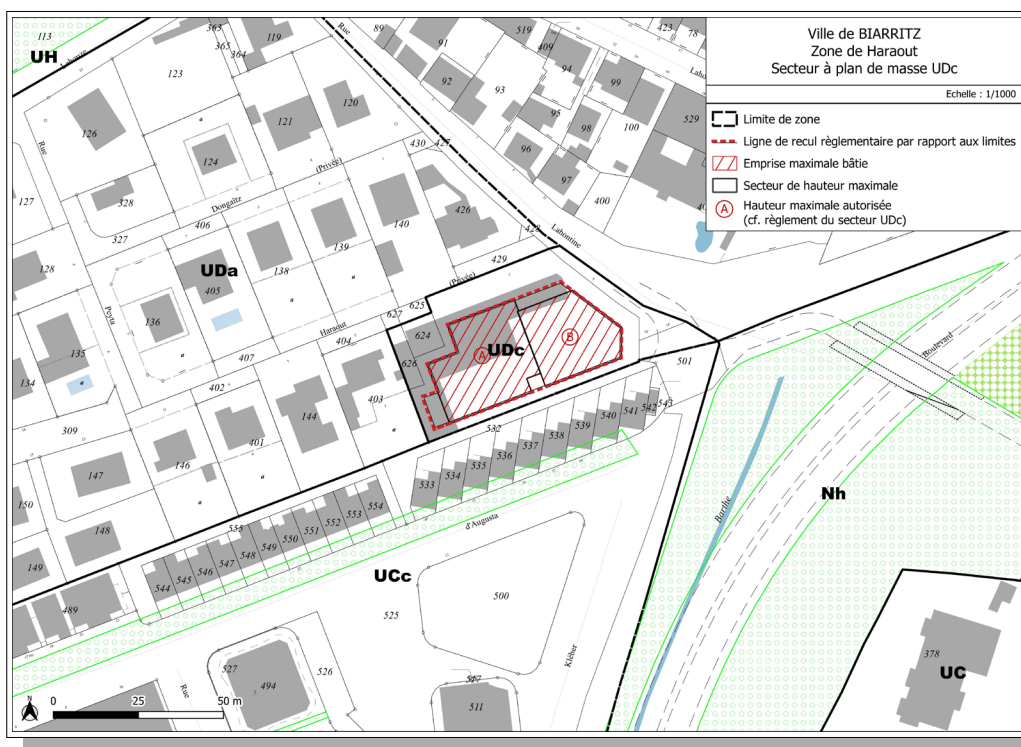 Ville de BIARRITZ
Zone de Haraout
Secteur à plan de masse UDc
Echelle : 1/1000
Limite de zone
Ligne de recul règlementaire par rapport aux limites
Emprise maximale bâtie
Secteur de hauteur maximale
A Hauteur maximale autorisée
(cf. règlement du secteur UDc)
113
UH
Lahouze
363
365
364
119
Rue
89
91
519
409
423
78
123
92
93
94
99
126
Rue
121
120
95
98
100
529
124
a
430
427
96
97
400
127
328
Dongaitz
(Privée)
426
140
327
406
139
Lahontine
428
128
UDa
138
429
405
a
a
(Privée)
625
Peyta
136
Haraout
627
624
404
B
A
UDc
135
407
626
501
134
402
403
144
532
543
542
541
540
539
538
537
536
535
534
533
309
401
a
146
a
147
a
Boulevard
Nh
Barthe
150
148
555
554
553
552
551
550
549
548
547
546
545
544
d'Augusta
149
UCc
489
500
525
378
UC
Kléber
527
526
494
Rue
511
N
0 25 50 m